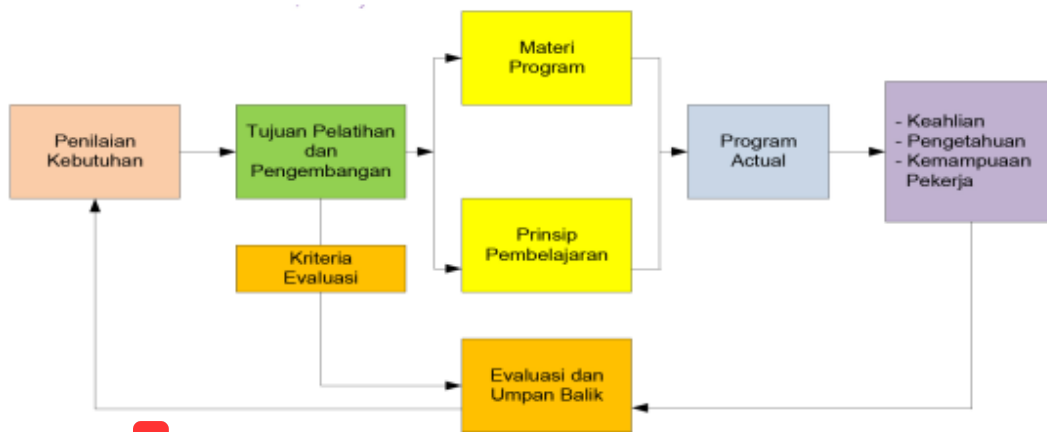 Materi
Program
Penilaian
Kebutuhan
Tujuan Pelatihan
dan
Pengembangan
Program
Actual
- Keahlian
- Pengetahuan
- Kemampuaan
Pekerja
Prinsip
Pembelajaran
Kriteria
Evaluasi
Evaluasi dan
Umpan Balik